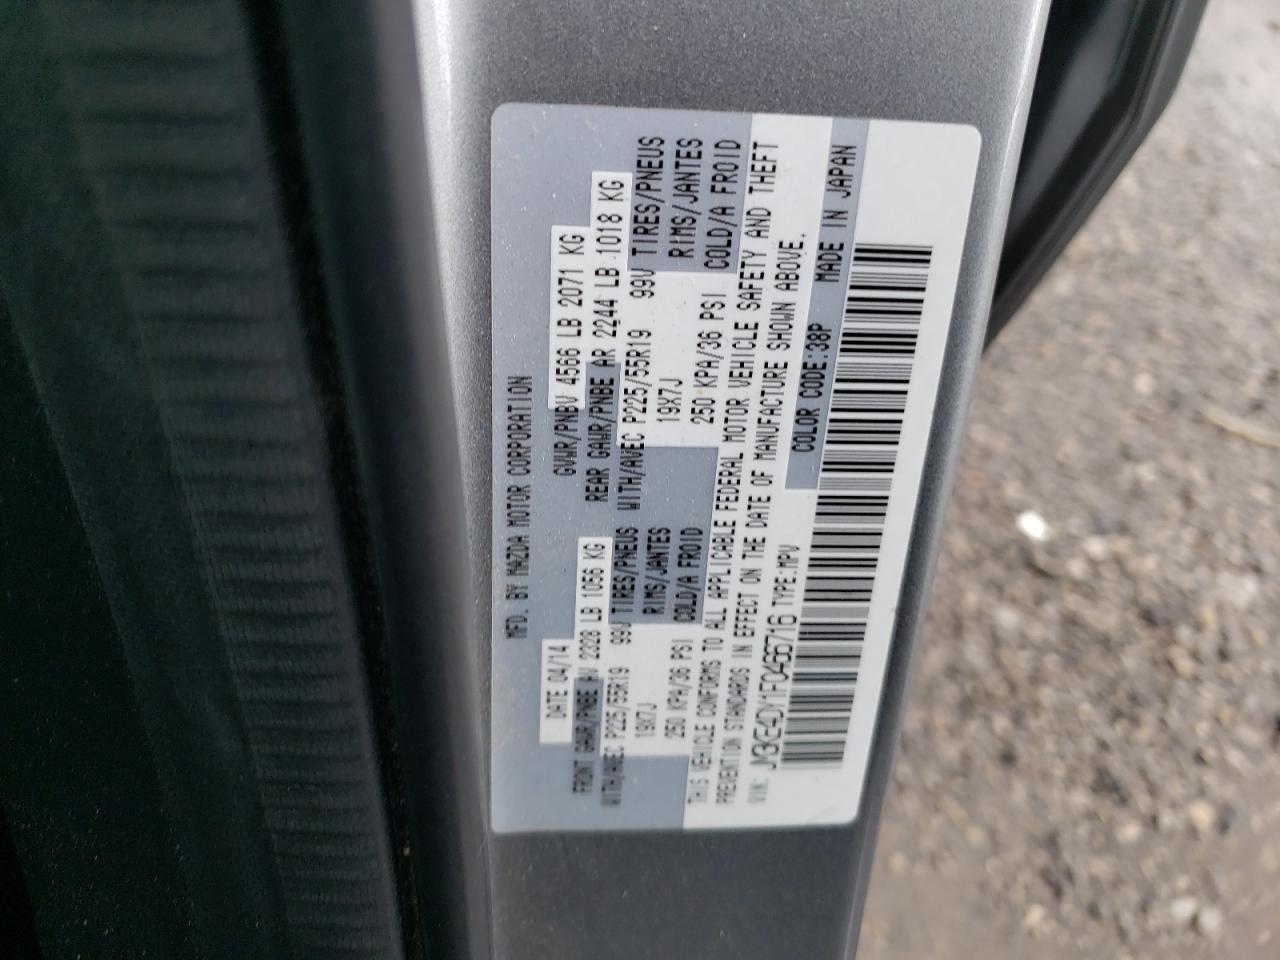 MFD. BY MAZDA MOTOR CORPORATION
DATE 04/14 GVWR/PNBV 4566 LB 2071 KG
FRONT GAWR/PNBE AV 2328 LB 1056 KG REAR GAWR/PNBE AR 2244 LB 1018 KG
WITH/AVEC P225/55R19 99V TIRES/PNEUS WITH/AVEC P225/55R19 99V TIRES/PNEUS
19X7J RIMS/JANTES 19X7J RIMS/JANTES
250 KPA/36 PSI COLD/A FROID 250 KPA/36 PSI COLD/A FROID
THIS VEHICLE CONFORMS TO ALL APPLICABLE FEDERAL MOTOR VEHICLE SAFETY AND THEFT
PREVENTION STANDARDS IN EFFECT ON THE DATE OF MANUFACTURE SHOWN ABOVE.
VIN: JM3KE4DY1F0468716 TYPE:MPV COLOR CODE:38P MADE IN JAPAN